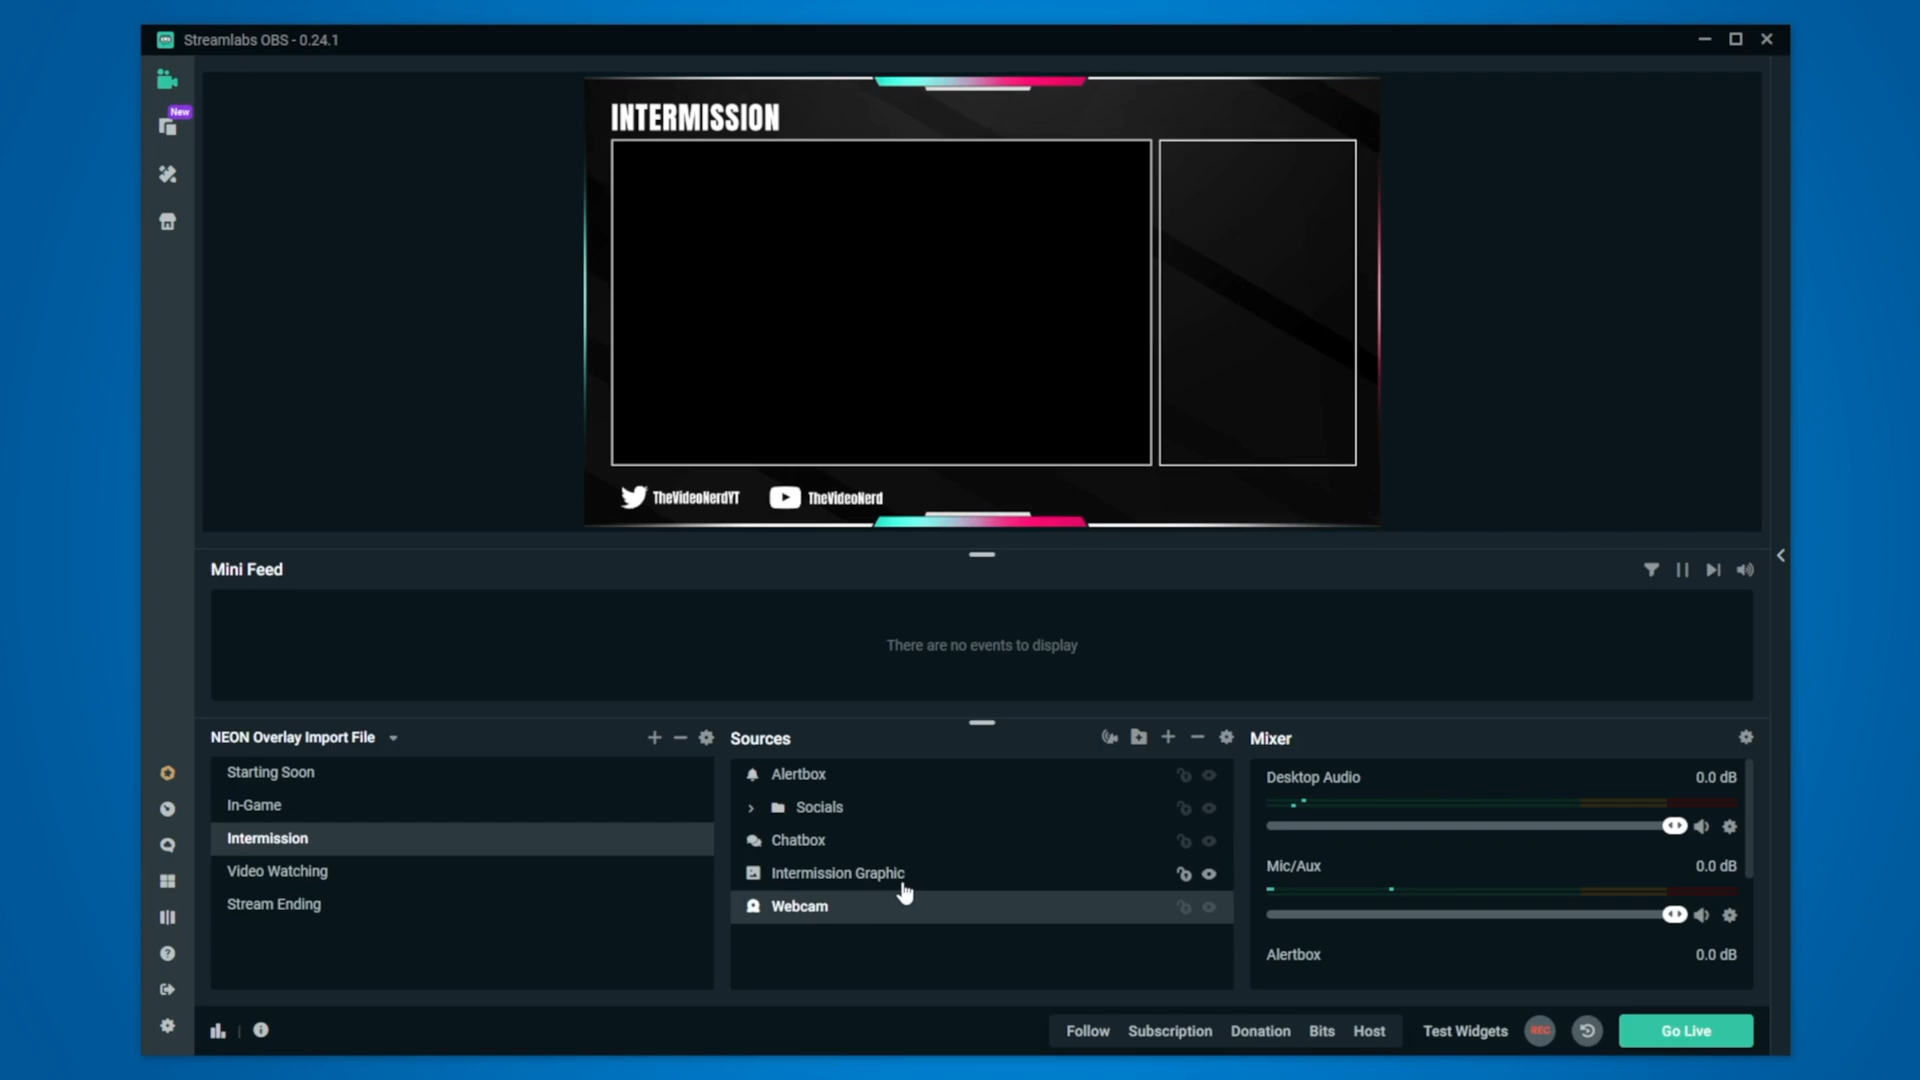 Streamlabs OBS - 0.24.1
New
INTERMISSION
TheVideoNerdYT TheVideoNerd
Mini Feed
There are no events to display
NEON Overlay Import File
Starting Soon
In-Game
Intermission
Video Watching
Stream Ending
Sources
Alertbox
Socials
Chatbox
Intermission Graphic
Webcam
Mixer
Desktop Audio 0.0 dB
Mic/Aux 0.0 dB
Alertbox 0.0 dB
Follow Subscription Donation Bits Host Test Widgets REC Go Live